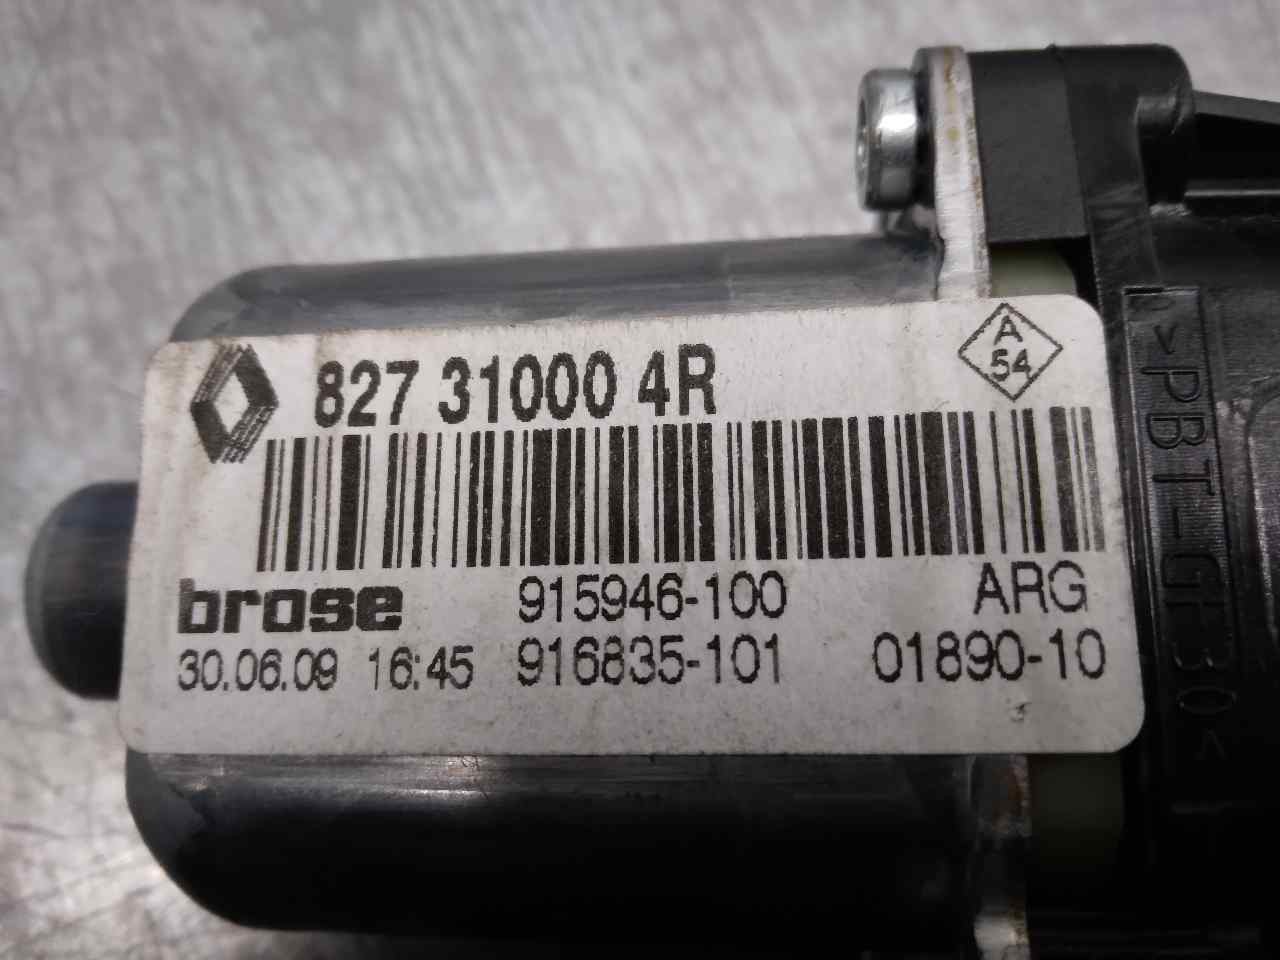 827 31000 4R
A
54
brose
915946-100
ARG
30.06.09 16:45
916835-101
01890-10
>PBT-GF30<